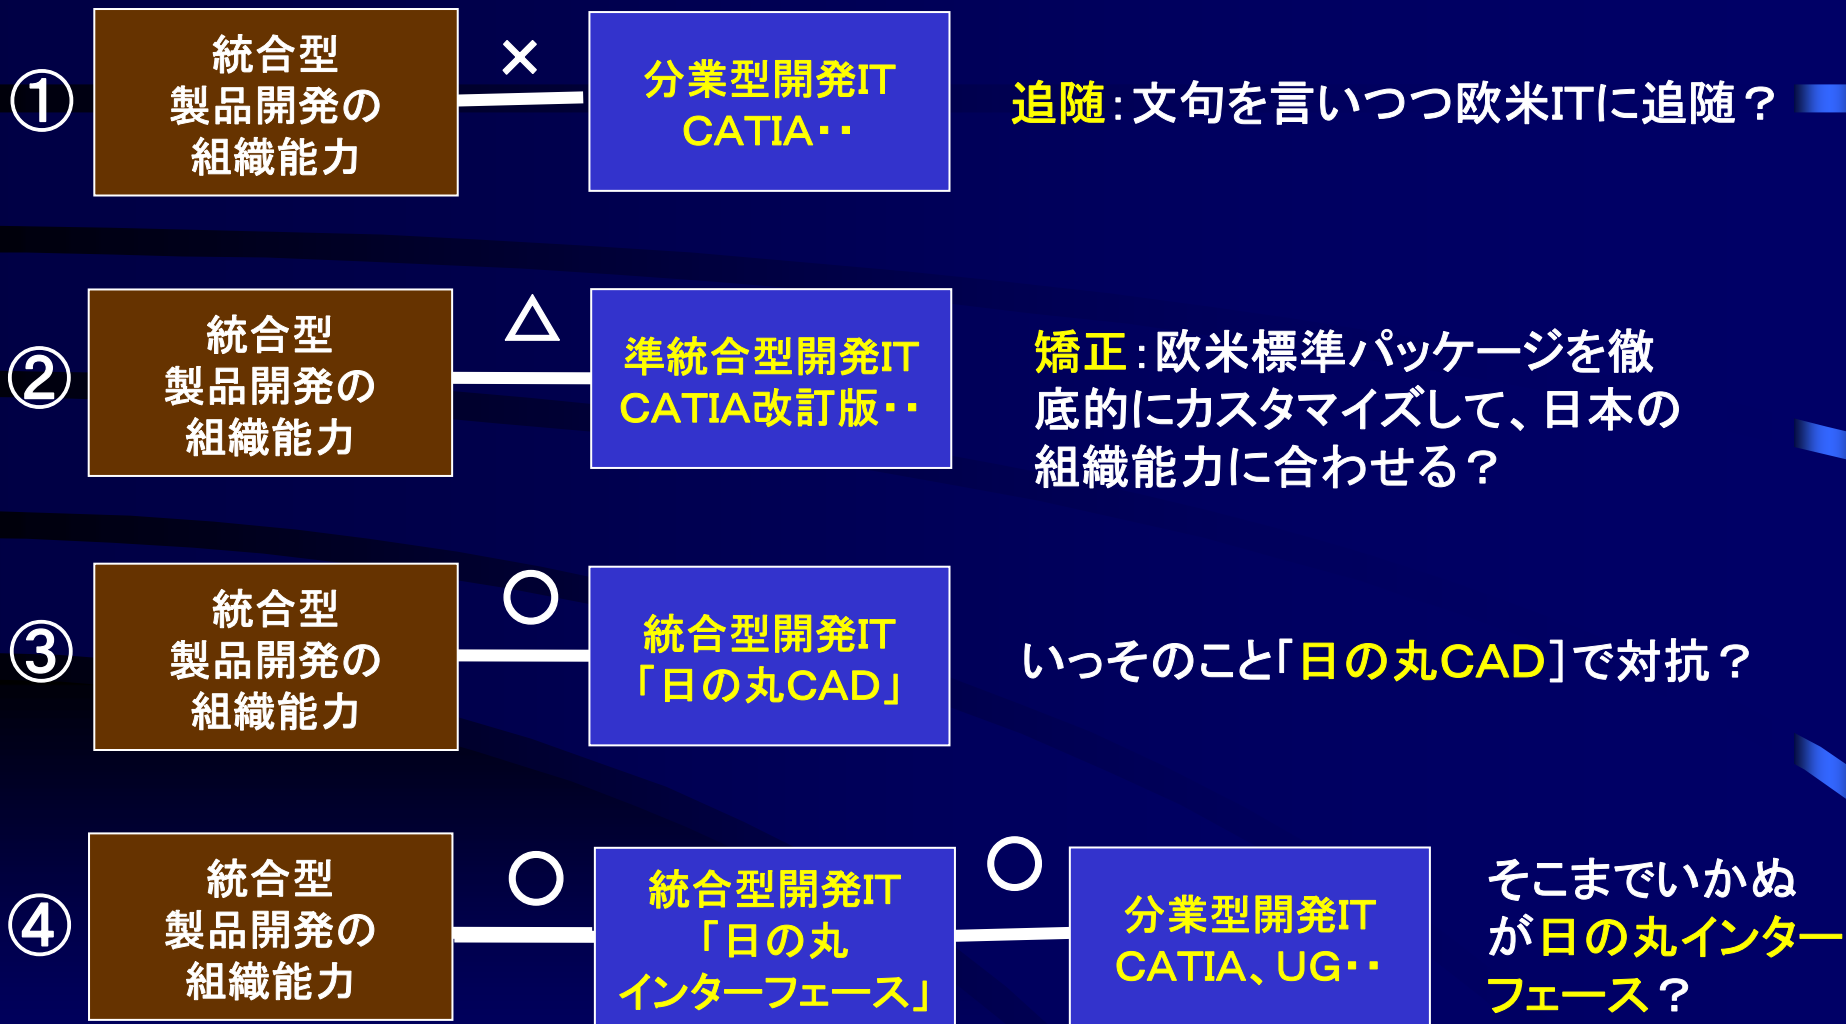 ①
統合型
製品開発の
組織能力
×
分業型開発IT
CATIA・・
追随：文句を言いつつ欧米ITに追随？
②
統合型
製品開発の
組織能力
△
準統合型開発IT
CATIA改訂版・・
矯正：欧米標準パッケージを徹
底的にカスタマイズして、日本の
組織能力に合わせる？
③
統合型
製品開発の
組織能力
○
統合型開発IT
「日の丸CAD」
いっそのこと「日の丸CAD］で対抗？
④
統合型
製品開発の
組織能力
○
統合型開発IT
「日の丸
インターフェース」
○
分業型開発IT
CATIA、UG・・
そこまでいかぬ
が日の丸インター
フェース？